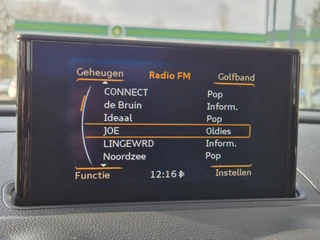 Geheugen Radio FM Golfband
CONNECT Pop
de Bruin Inform.
Ideaal Pop
JOE Oldies
LINGEWRD Inform.
Noordzee Pop
Functie 12:16 Instellen